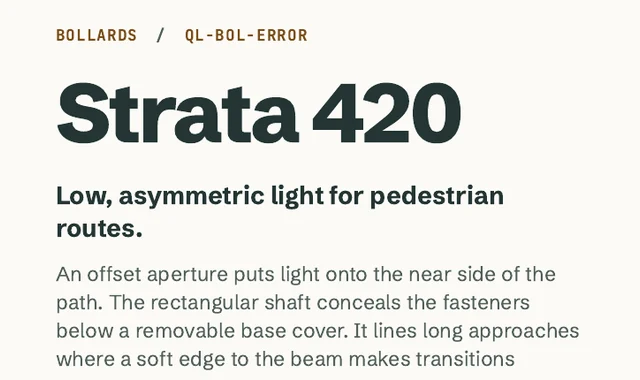 BOLLARDS / QL-BOL-ERROR
Strata 420
Low, asymmetric light for pedestrian
routes.
An offset aperture puts light onto the near side of the
path. The rectangular shaft conceals the fasteners
below a removable base cover. It lines long approaches
where a soft edge to the beam makes transitions